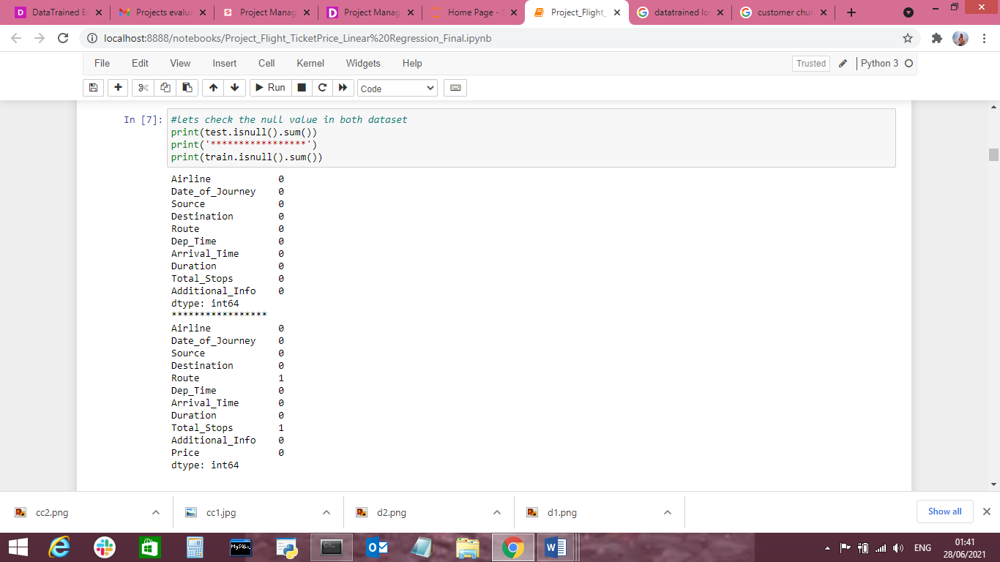 DataTrained Ed
Projects evalua
Project Manag
Project Manag
Home Page -
Project_Flight_
datatrained lo
customer chur
localhost:8888/notebooks/Project_Flight_TicketPrice_Linear%20Regression_Final.ipynb
File Edit View Insert Cell Kernel Widgets Help
Trusted
Python 3
Run
Code
In [7]: #lets check the null value in both dataset
print(test.isnull().sum())
print('*****************')
print(train.isnull().sum())
Airline 0
Date_of_Journey 0
Source 0
Destination 0
Route 0
Dep_Time 0
Arrival_Time 0
Duration 0
Total_Stops 0
Additional_Info 0
dtype: int64
*****************
Airline 0
Date_of_Journey 0
Source 0
Destination 0
Route 1
Dep_Time 0
Arrival_Time 0
Duration 0
Total_Stops 1
Additional_Info 0
Price 0
dtype: int64
cc2.png
cc1.jpg
d2.png
d1.png
Show all
MySQL
ENG
01:41
28/06/2021